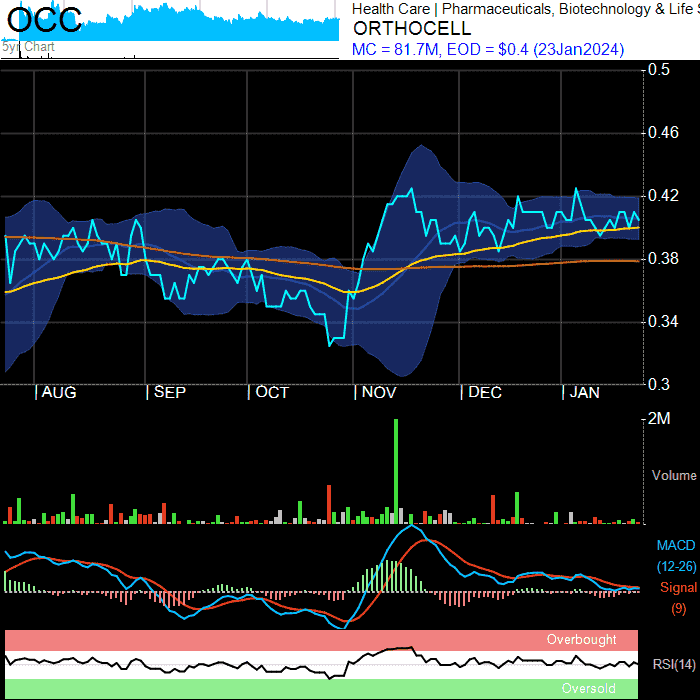 OCC
5yr Chart
Health Care | Pharmaceuticals, Biotechnology & Life S
ORTHOCELL
MC = 81.7M, EOD = $0.4 (23Jan2024)
0.5
0.46
0.42
0.38
0.34
0.3
| AUG | SEP | OCT | NOV | DEC | JAN
2M
Volume
MACD
(12-26)
Signal
(9)
Overbought
RSI(14)
Oversold